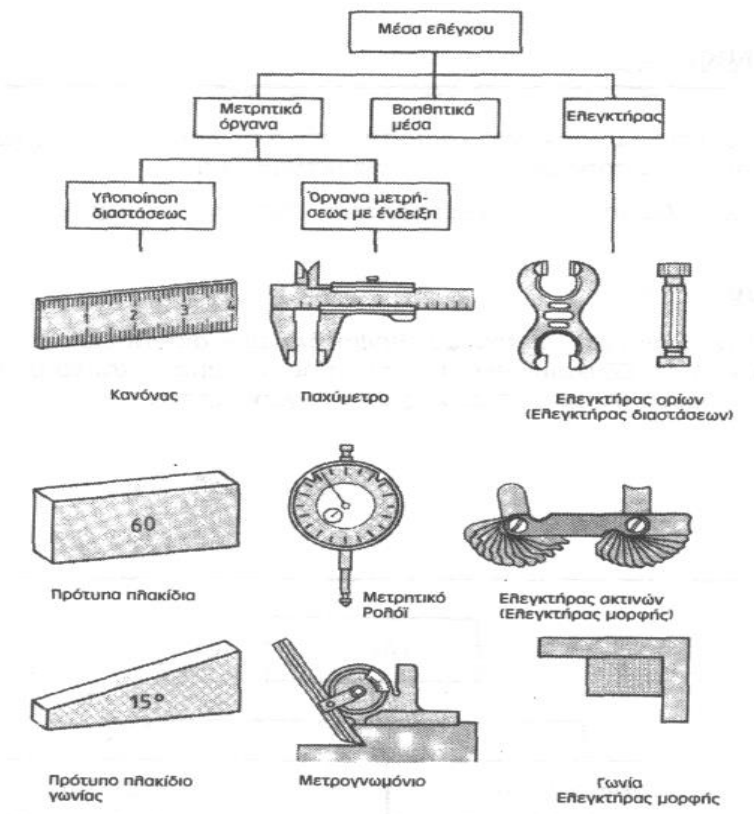 Μέσα ελέγχου
Μετρητικά
όργανα
Βοηθητικά
μέσα
Ελεγκτήρας
Υλοποίηση
διαστάσεως
Όργανα μετρή-
σεως με ένδειξη
1 2 3 4
Κανόνας
Παχύμετρο
Ελεγκτήρας ορίων
(Ελεγκτήρας διαστάσεων)
60
Πρότυπα πλακίδια
Μετρητικό
Ρολόϊ
Ελεγκτήρας ακτινών
(Ελεγκτήρας μορφής)
15°
Πρότυπο πλακίδιο
γωνίας
Μετρογνωμόνιο
Γωνία
Ελεγκτήρας μορφής